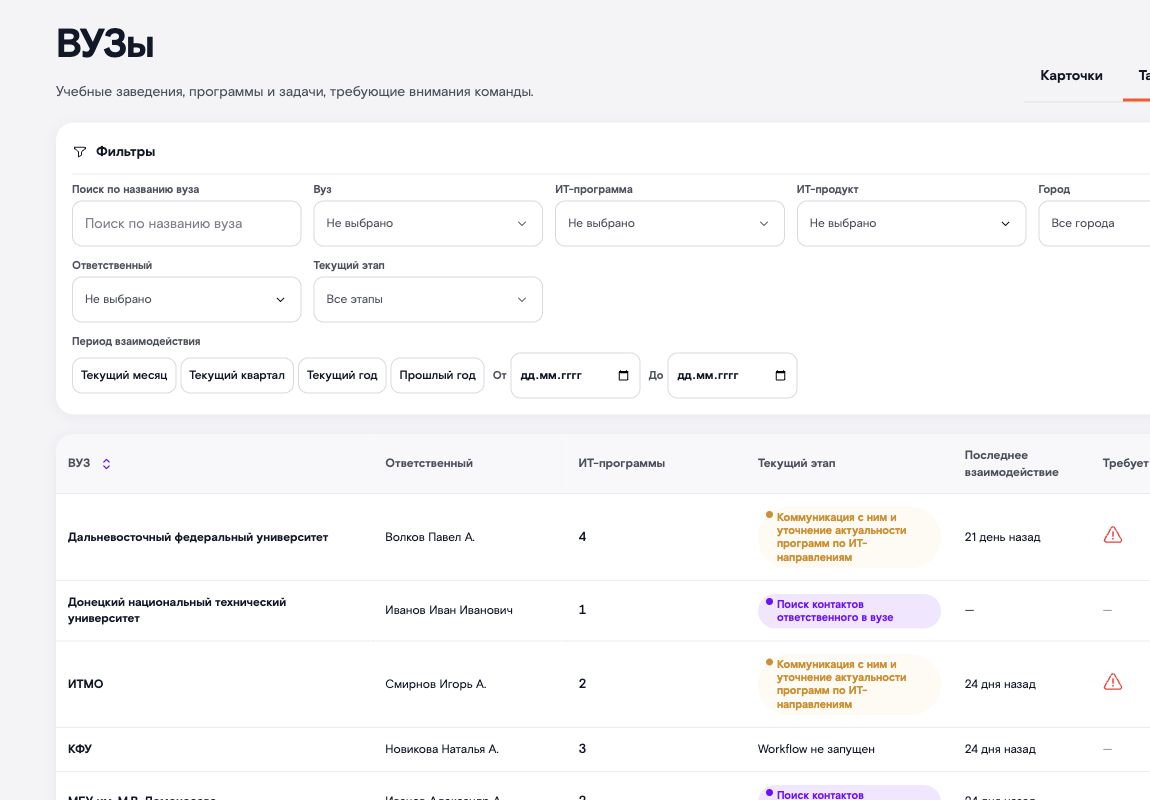 ВУЗы
Учебные заведения, программы и задачи, требующие внимания команды.
Карточки
Фильтры
Поиск по названию вуза Вуз ИТ-программа ИТ-продукт Город
Поиск по названию вуза Не выбрано Не выбрано Не выбрано Все города
Ответственный Текущий этап
Не выбрано Все этапы
Период взаимодействия
Текущий месяц Текущий квартал Текущий год Прошлый год От дд.мм.гггг До дд.мм.гггг
ВУЗ Ответственный ИТ-программы Текущий этап
Последнее
взаимодействие
Требует
Дальневосточный федеральный университет Волков Павел А. 4
Коммуникация с ним и
уточнение актуальности
программ по ИТ-
направлениям
21 день назад
Донецкий национальный технический
университет
Иванов Иван Иванович 1
Поиск контактов
ответственного в вузе
— —
ИТМО Смирнов Игорь А. 2
Коммуникация с ним и
уточнение актуальности
программ по ИТ-
направлениям
24 дня назад
КФУ Новикова Наталья А. 3 Workflow не запущен 24 дня назад —
Поиск контактов